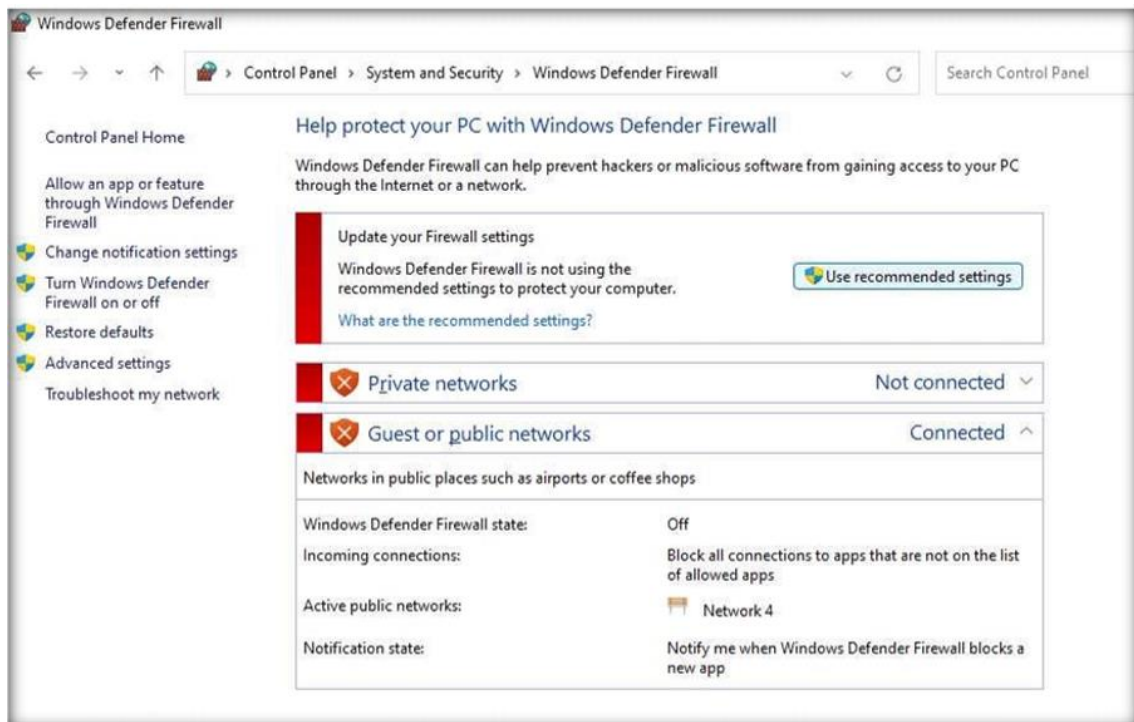 Windows Defender Firewall
Control Panel > System and Security > Windows Defender Firewall
Search Control Panel
Control Panel Home
Allow an app or feature
through Windows Defender
Firewall
Change notification settings
Turn Windows Defender
Firewall on or off
Restore defaults
Advanced settings
Troubleshoot my network
Help protect your PC with Windows Defender Firewall
Windows Defender Firewall can help prevent hackers or malicious software from gaining access to your PC
through the Internet or a network.
Update your Firewall settings
Windows Defender Firewall is not using the
recommended settings to protect your computer.
Use recommended settings
What are the recommended settings?
Private networks Not connected
Guest or public networks Connected
Networks in public places such as airports or coffee shops
Windows Defender Firewall state: Off
Incoming connections: Block all connections to apps that are not on the list
of allowed apps
Active public networks: Network 4
Notification state: Notify me when Windows Defender Firewall blocks a
new app